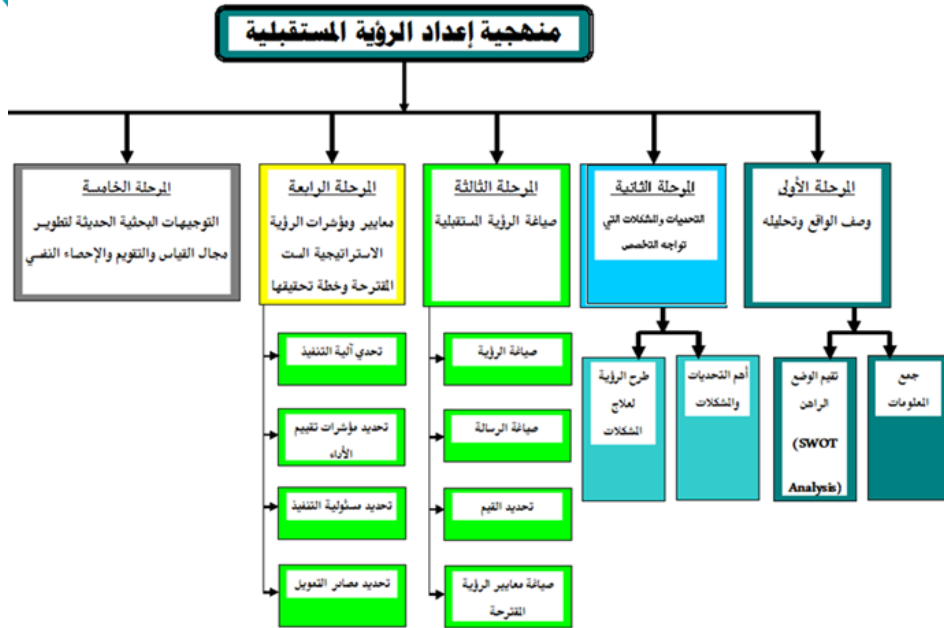 منهجية إعداد الرؤية المستقبلية
المرحلة الأولى
وصف الواقع وتحليله
جمع
المعلومات
تقيم الوضع
الراهن
(SWOT
Analysis)
المرحلة الثانية
التحديات والمشكلات التي
تواجه التخصص
أهم التحديات
والمشكلات
طرح الرؤية
لعلاج
المشكلات
المرحلة الثالثة
صياغة الرؤية المستقبلية
صياغة الرؤية
صياغة الرسالة
تحديد القيم
صياغة معايير الرؤية
المقترحة
المرحلة الرابعة
معايير ومؤشرات الرؤية
الاستراتيجية الست
المقترحة وخطة تحقيقها
تحدي آلية التنفيذ
تحديد مؤشرات تقييم
الأداء
تحديد مسئولية التنفيذ
تحديد مصادر التمويل
المرحلة الخامسة
التوجيهات البحثية الحديثة لتطوير
مجال القياس والتقويم والإحصاء النفسي